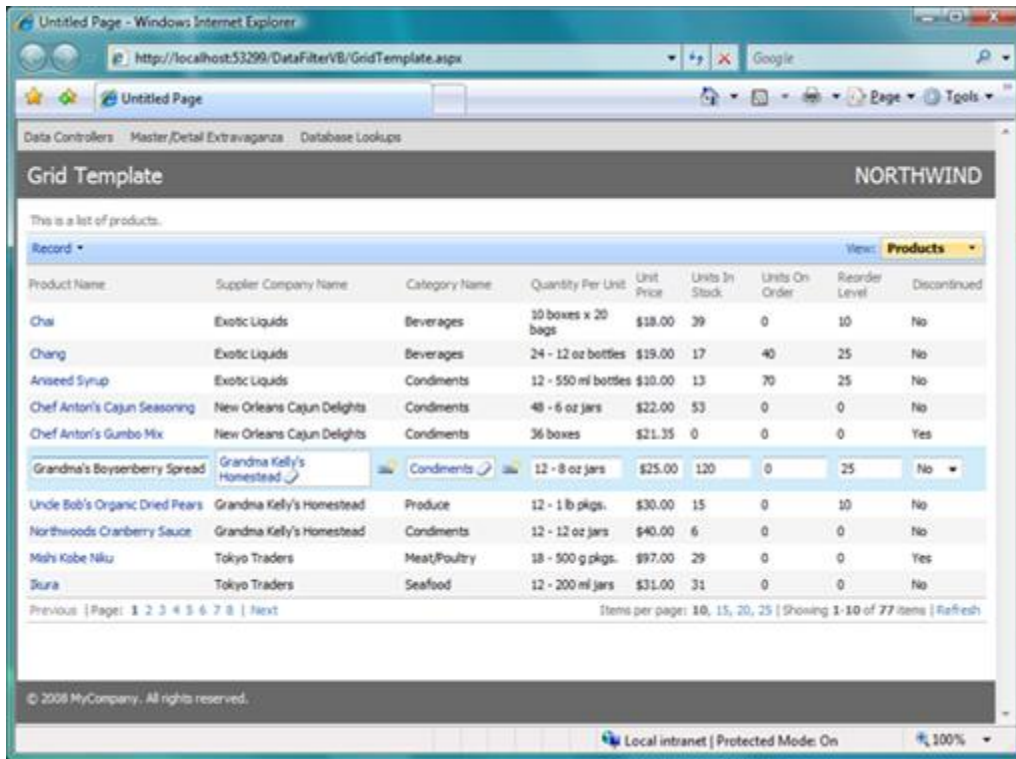 Untitled Page - Windows Internet Explorer
http://localhost:53299/DataFilterVB/GridTemplate.aspx Google
Untitled Page Page Tools
Data Controllers Master/Detail Extravaganza Database Lookups
Grid Template NORTHWIND
This is a list of products.
Record View: Products
Product Name Supplier Company Name Category Name Quantity Per Unit Unit Price Units In Stock Units On Order Reorder Level Discontinued
Chai Exotic Liquids Beverages 10 boxes x 20 bags $18.00 39 0 10 No
Chang Exotic Liquids Beverages 24 - 12 oz bottles $19.00 17 40 25 No
Aniseed Syrup Exotic Liquids Condiments 12 - 550 ml bottles $10.00 13 70 25 No
Chef Anton's Cajun Seasoning New Orleans Cajun Delights Condiments 48 - 6 oz jars $22.00 53 0 0 No
Chef Anton's Gumbo Mix New Orleans Cajun Delights Condiments 36 boxes $21.35 0 0 0 Yes
Grandma's Boysenberry Spread Grandma Kelly's Homestead Condiments 12 - 8 oz jars $25.00 120 0 25 No
Uncle Bob's Organic Dried Pears Grandma Kelly's Homestead Produce 12 - 1 lb pkgs. $30.00 15 0 10 No
Northwoods Cranberry Sauce Grandma Kelly's Homestead Condiments 12 - 12 oz jars $40.00 6 0 0 No
Mishi Kobe Niku Tokyo Traders Meat/Poultry 18 - 500 g pkgs. $97.00 29 0 0 Yes
Ikura Tokyo Traders Seafood 12 - 200 ml jars $31.00 31 0 0 No
Previous | Page: 1 2 3 4 5 6 7 8 | Next Items per page: 10, 15, 20, 25 | Showing 1-10 of 77 items | Refresh
© 2008 MyCompany. All rights reserved.
Local intranet | Protected Mode: On 100%